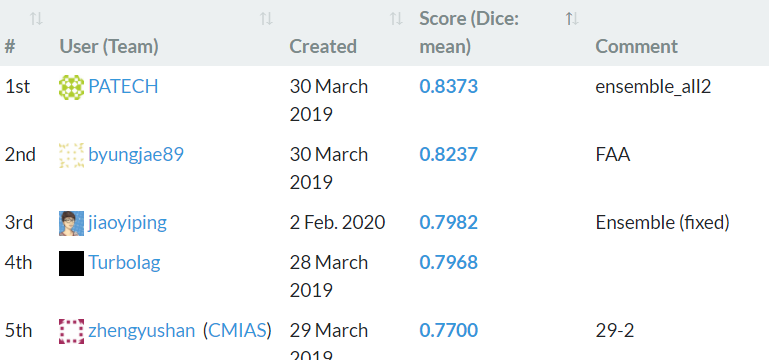 Score (Dice:
# User (Team) Created mean) Comment
1st PATECH 30 March 0.8373 ensemble_all2
2019
2nd byungjae89 30 March 0.8237 FAA
2019
3rd jiaoyiping 2 Feb. 2020 0.7982 Ensemble (fixed)
4th Turbolag 28 March 0.7968
2019
5th zhengyushan (CMIAS) 29 March 0.7700 29-2
2019